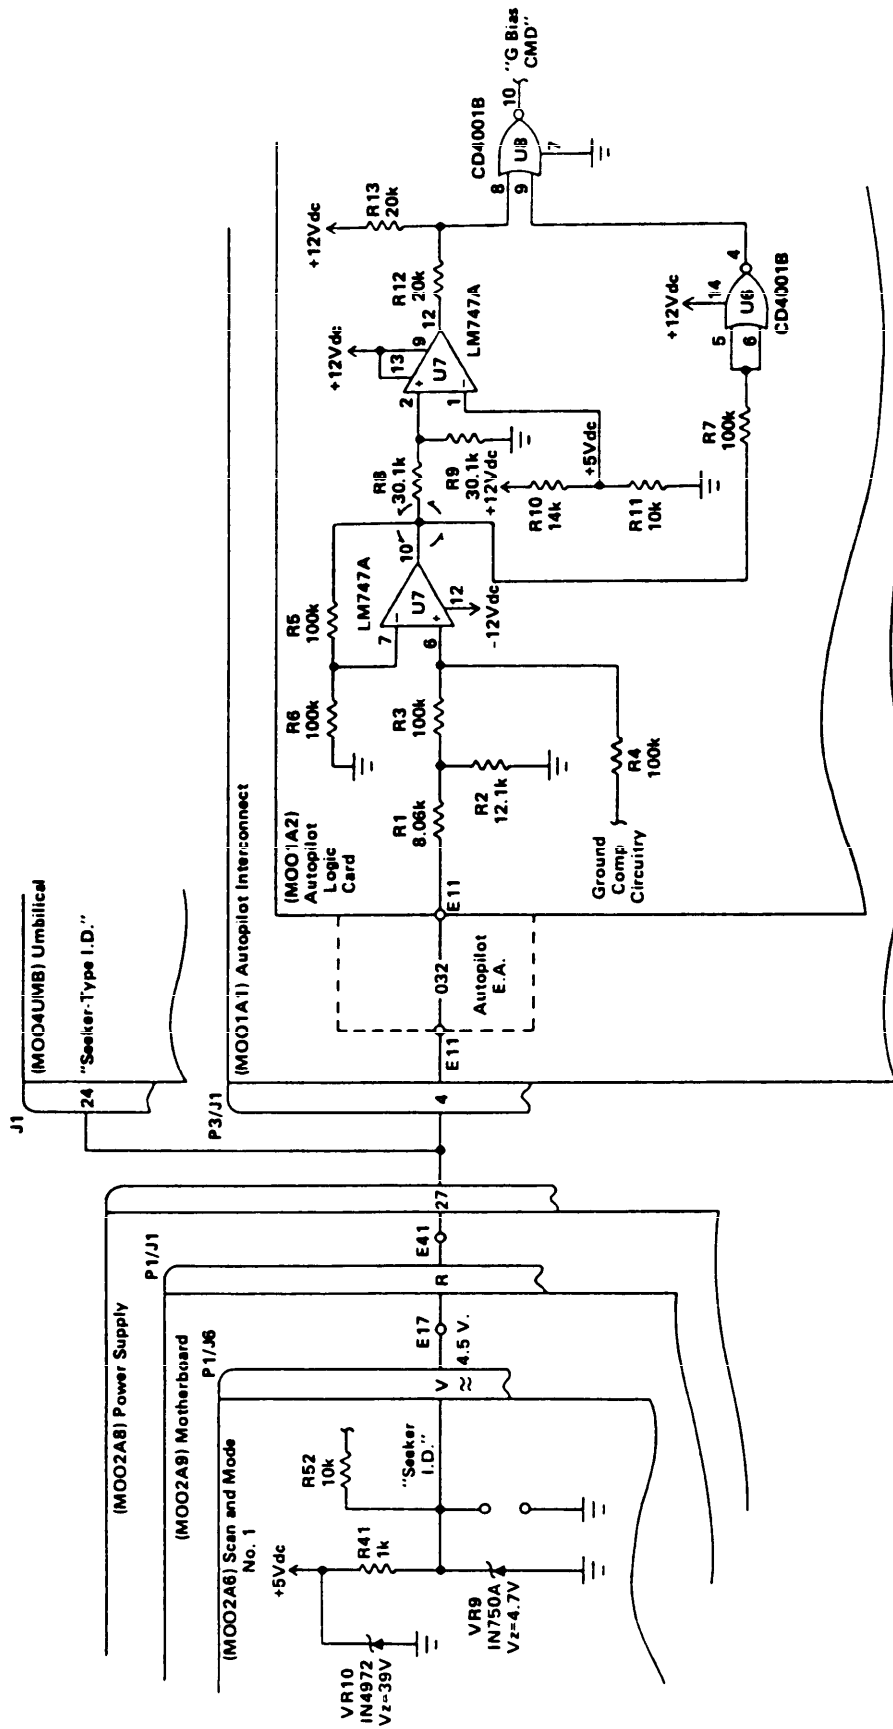 J1
(MOO4UMB) Umbilical
24
"Seeker-Type I.D."
(MOO2A8) Power Supply
P1/J1
27
(MOO2A9) Motherboard
P1/J6
E41
R
E17
(MOO2A6) Scan and Mode
No. 1
V
≈ 4.5 V.
"Seeker
I.D."
R52
10k
+5Vdc
R41
1k
VR10
IN4972
Vz=39V
VR9
IN750A
Vz=4.7V
P3/J1
(MOO1A1) Autopilot Interconnect
4
E11
032
Autopilot
E.A.
E11
(MOO1A2)
Autopilot
Logic
Card
R1
8.06k
R2
12.1k
R3
100k
Ground
Comp
Circuitry
R4
100k
R6
100k
R5
100k
LM747A
7
6
U7
10
12
-12Vdc
R8
30.1k
R9
30.1k
+12Vdc
R10
14k
+5Vdc
R11
10k
+12Vdc
2
1
13
9
U7
12
LM747A
R12
20k
+12Vdc
R13
20k
R7
100k
+12Vdc
5
6
14
U6
4
CD4001B
CD4001B
8
9
U8
7
10
"G Bias
CMD"